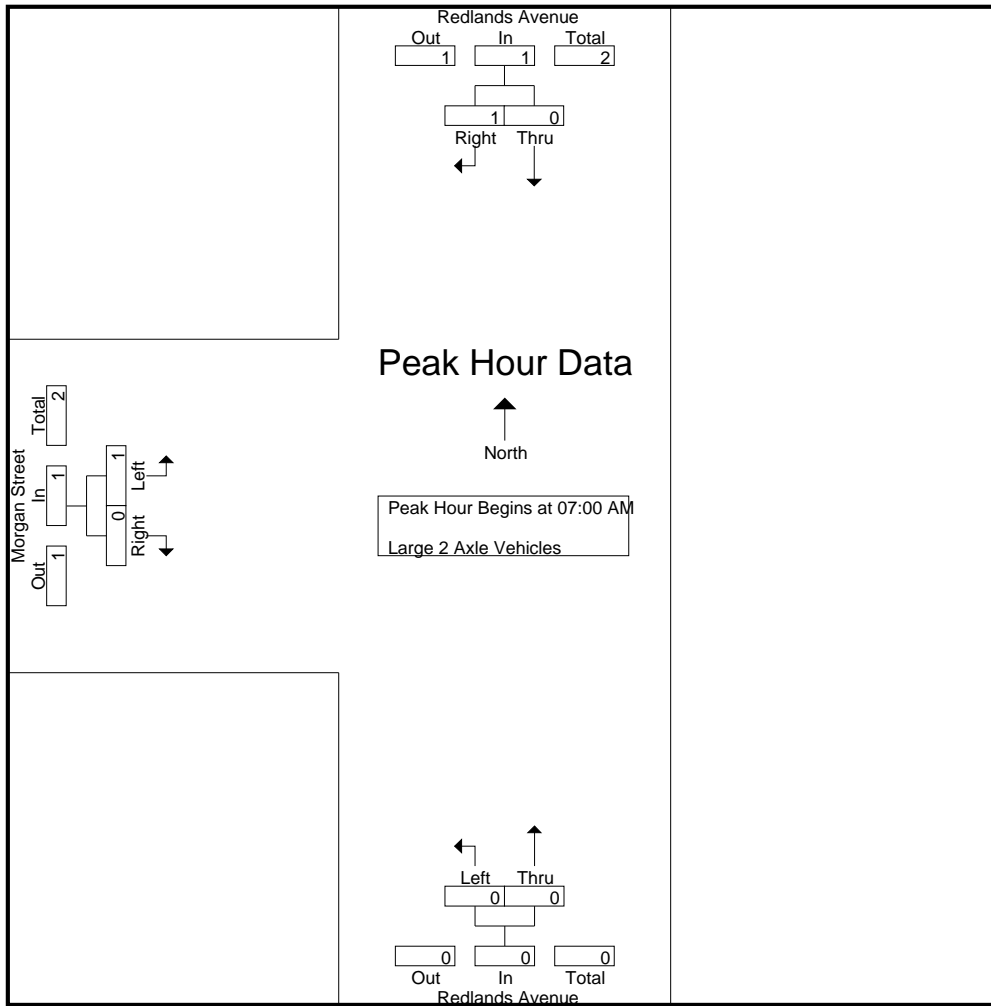 Redlands Avenue
Out In Total
1 1 2
1 0
Right Thru
Peak Hour Data
North
Peak Hour Begins at 07:00 AM
Large 2 Axle Vehicles
Morgan Street
Out In Total
1 1 2
0 1
Right Left
Left Thru
0 0
0 0 0
Out In Total
Redlands Avenue